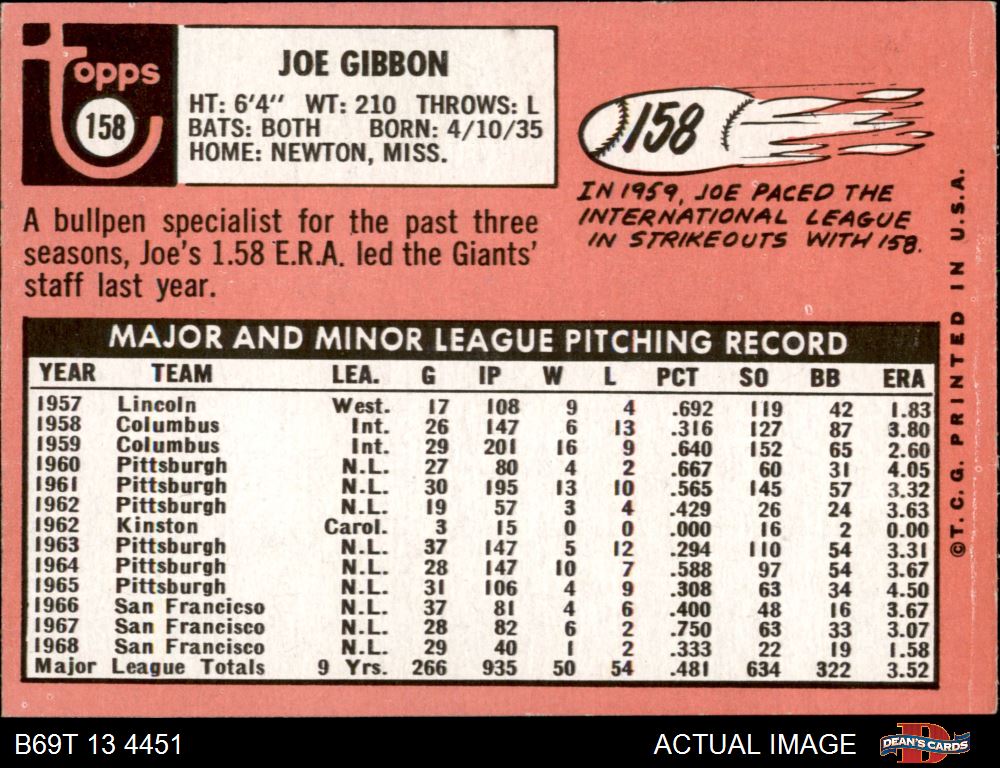 topps
158
JOE GIBBON
HT: 6'4" WT: 210 THROWS: L
BATS: BOTH BORN: 4/10/35
HOME: NEWTON, MISS.
158
IN 1959, JOE PACED THE
INTERNATIONAL LEAGUE
IN STRIKEOUTS WITH 158.
A bullpen specialist for the past three
seasons, Joe's 1.58 E.R.A. led the Giants'
staff last year.
MAJOR AND MINOR LEAGUE PITCHING RECORD
YEAR TEAM LEA. G IP W L PCT SO BB ERA
1957 Lincoln West. 17 108 9 4 .692 119 42 1.83
1958 Columbus Int. 26 147 6 13 .316 127 87 3.80
1959 Columbus Int. 29 201 16 9 .640 152 65 2.60
1960 Pittsburgh N.L. 27 80 4 2 .667 60 31 4.05
1961 Pittsburgh N.L. 30 195 13 10 .565 145 57 3.32
1962 Pittsburgh N.L. 19 57 3 4 .429 26 24 3.63
1962 Kinston Carol. 3 15 0 0 .000 16 2 0.00
1963 Pittsburgh N.L. 37 147 5 12 .294 110 54 3.31
1964 Pittsburgh N.L. 28 147 10 7 .588 97 54 3.67
1965 Pittsburgh N.L. 31 106 4 9 .308 63 34 4.50
1966 San Francicso N.L. 37 81 4 6 .400 48 16 3.67
1967 San Francisco N.L. 28 82 6 2 .750 63 33 3.07
1968 San Francisco N.L. 29 40 1 2 .333 22 19 1.58
Major League Totals 9 Yrs. 266 935 50 54 .481 634 322 3.52
©T.C.G. PRINTED IN U.S.A.
B69T 13 4451
ACTUAL IMAGE
DEAN'S CARDS